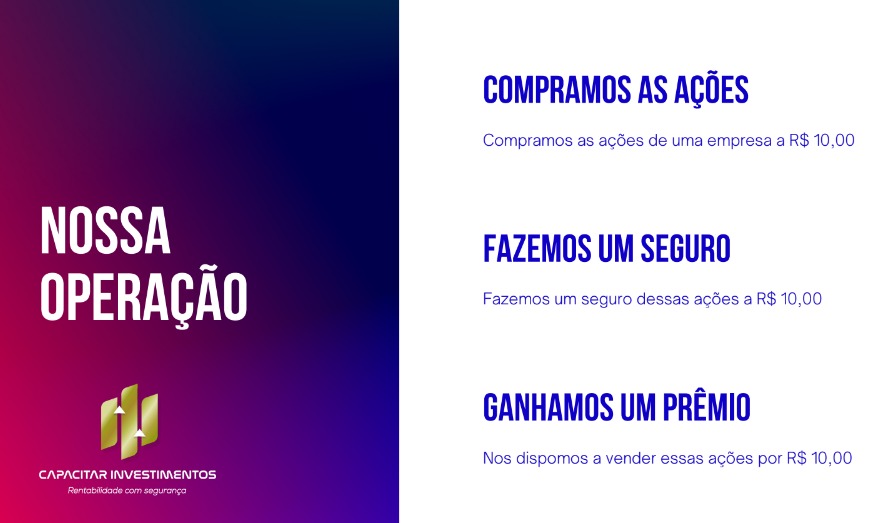 NOSSA
OPERAÇÃO
CAPACITAR INVESTIMENTOS
Rentabilidade com segurança
COMPRAMOS AS AÇÕES
Compramos as ações de uma empresa a R$ 10,00
FAZEMOS UM SEGURO
Fazemos um seguro dessas ações a R$ 10,00
GANHAMOS UM PRÊMIO
Nos dispomos a vender essas ações por R$ 10,00